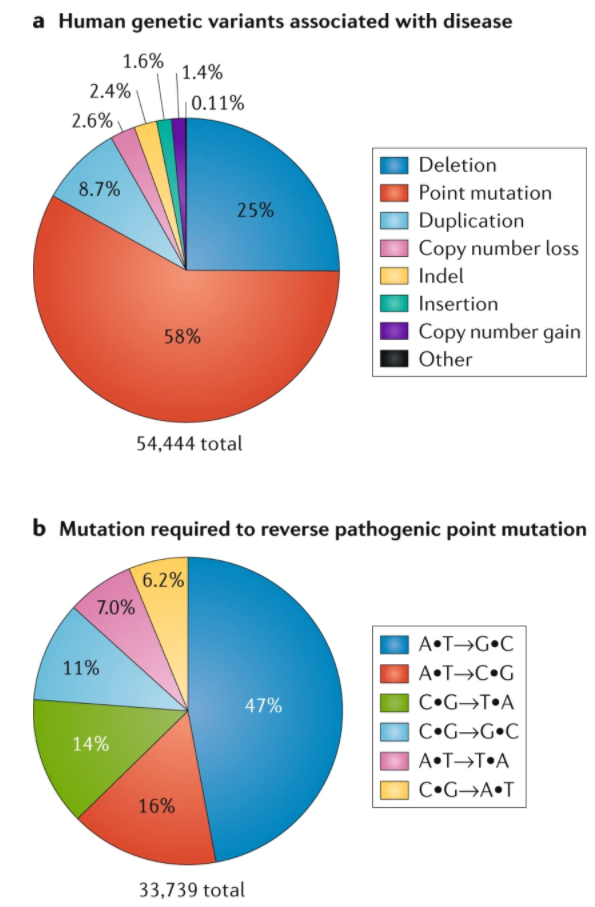 a Human genetic variants associated with disease
1.6%
1.4%
2.4%
0.11%
2.6%
8.7%
25%
58%
Deletion
Point mutation
Duplication
Copy number loss
Indel
Insertion
Copy number gain
Other
54,444 total
b Mutation required to reverse pathogenic point mutation
6.2%
7.0%
11%
47%
14%
16%
A•T→G•C
A•T→C•G
C•G→T•A
C•G→G•C
A•T→T•A
C•G→A•T
33,739 total